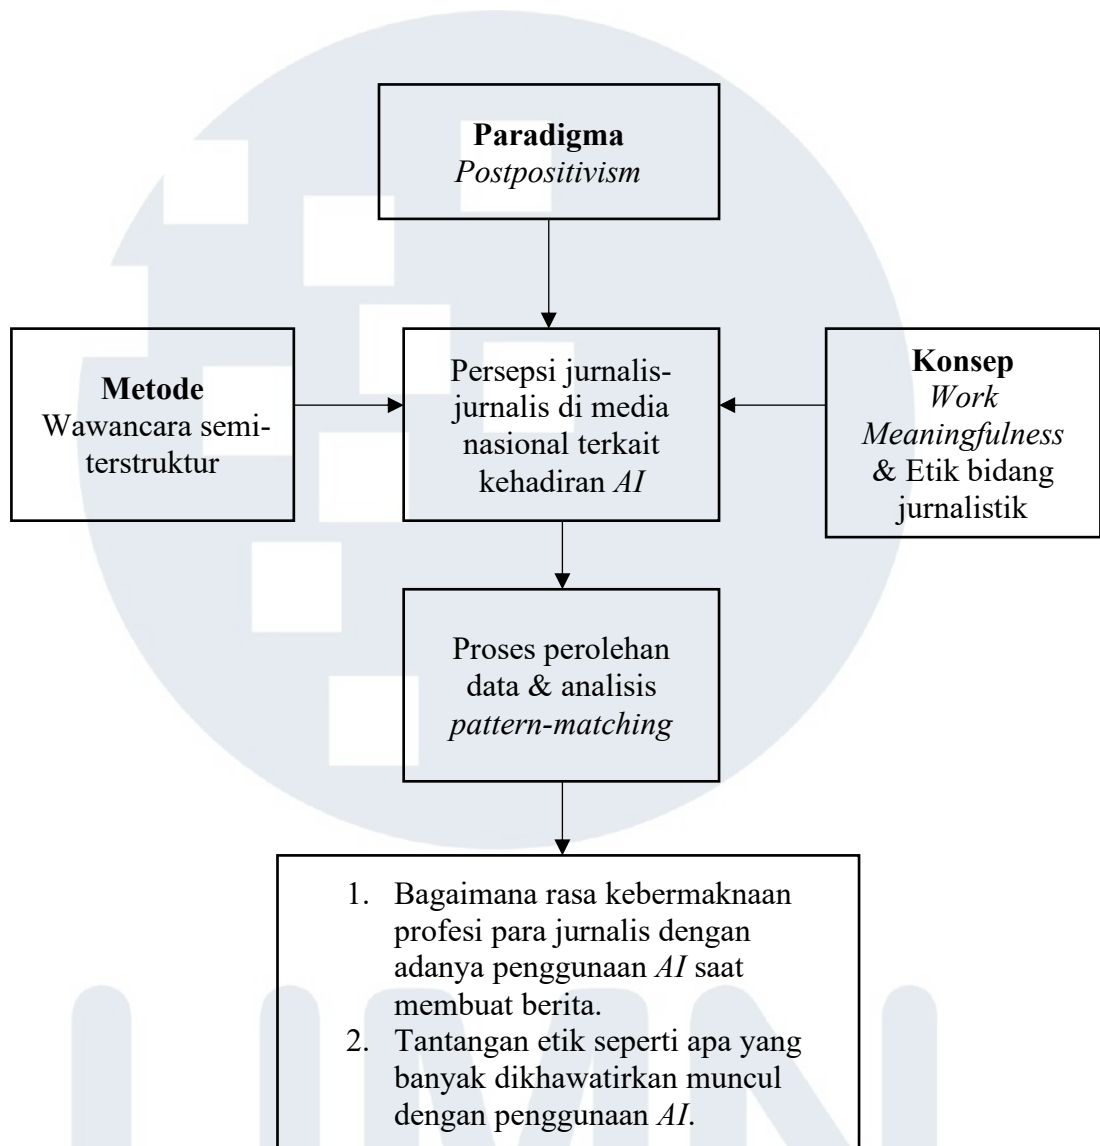 Paradigma
Postpositivism
Metode
Wawancara semi-
terstruktur
Persepsi jurnalis-
jurnalis di media
nasional terkait
kehadiran AI
Konsep
Work
Meaningfulness
& Etik bidang
jurnalistik
Proses perolehan
data & analisis
pattern-matching
1. Bagaimana rasa kebermaknaan
profesi para jurnalis dengan
adanya penggunaan AI saat
membuat berita.
2. Tantangan etik seperti apa yang
banyak dikhawatirkan muncul
dengan penggunaan AI.